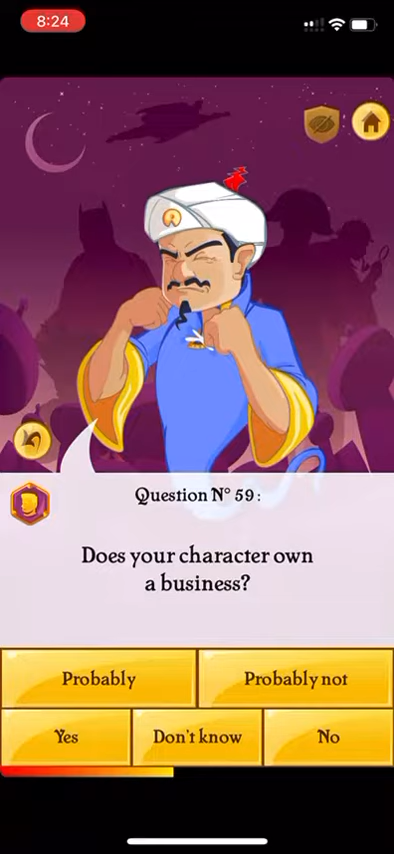 8:24
Question N° 59:
Does your character own
a business?
Probably
Probably not
Yes
Don't know
No